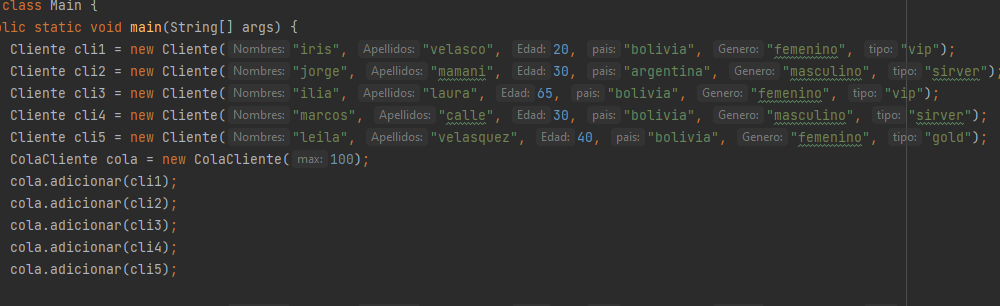 class Main {
blic static void main(String[] args) {
Cliente cli1 = new Cliente( Nombres: "iris", Apellidos: "velasco", Edad: 20, pais: "bolivia", Genero: "femenino", tipo: "vip");
Cliente cli2 = new Cliente( Nombres: "jorge", Apellidos: "mamani", Edad: 30, pais: "argentina", Genero: "masculino", tipo: "sirver");
Cliente cli3 = new Cliente( Nombres: "ilia", Apellidos: "laura", Edad: 65, pais: "bolivia", Genero: "femenino", tipo: "vip");
Cliente cli4 = new Cliente( Nombres: "marcos", Apellidos: "calle", Edad: 30, pais: "bolivia", Genero: "masculino", tipo: "sirver");
Cliente cli5 = new Cliente( Nombres: "leila", Apellidos: "velasquez", Edad: 40, pais: "bolivia", Genero: "femenino", tipo: "gold");
ColaCliente cola = new ColaCliente( max: 100);
cola.adicionar(cli1);
cola.adicionar(cli2);
cola.adicionar(cli3);
cola.adicionar(cli4);
cola.adicionar(cli5);